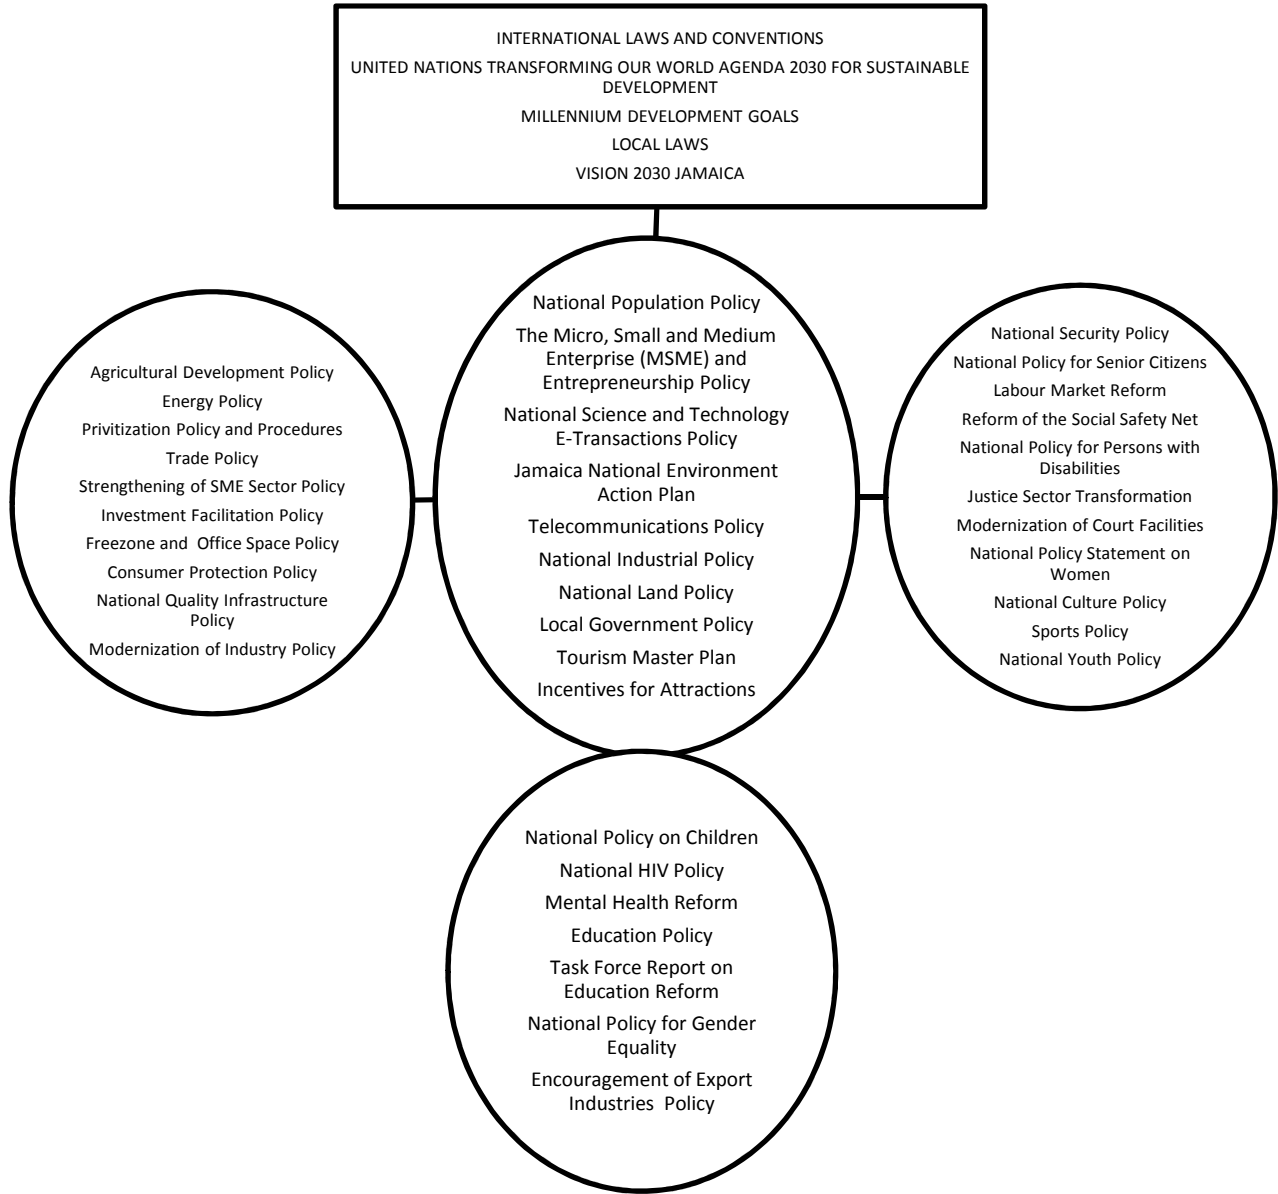 INTERNATIONAL LAWS AND CONVENTIONS
UNITED NATIONS TRANSFORMING OUR WORLD AGENDA 2030 FOR SUSTAINABLE
DEVELOPMENT
MILLENNIUM DEVELOPMENT GOALS
LOCAL LAWS
VISION 2030 JAMAICA
Agricultural Development Policy
Energy Policy
Privitization Policy and Procedures
Trade Policy
Strengthening of SME Sector Policy
Investment Facilitation Policy
Freezone and Office Space Policy
Consumer Protection Policy
National Quality Infrastructure
Policy
Modernization of Industry Policy
National Population Policy
The Micro, Small and Medium
Enterprise (MSME) and
Entrepreneurship Policy
National Science and Technology
E-Transactions Policy
Jamaica National Environment
Action Plan
Telecommunications Policy
National Industrial Policy
National Land Policy
Local Government Policy
Tourism Master Plan
Incentives for Attractions
National Security Policy
National Policy for Senior Citizens
Labour Market Reform
Reform of the Social Safety Net
National Policy for Persons with
Disabilities
Justice Sector Transformation
Modernization of Court Facilities
National Policy Statement on
Women
National Culture Policy
Sports Policy
National Youth Policy
National Policy on Children
National HIV Policy
Mental Health Reform
Education Policy
Task Force Report on
Education Reform
National Policy for Gender
Equality
Encouragement of Export
Industries Policy